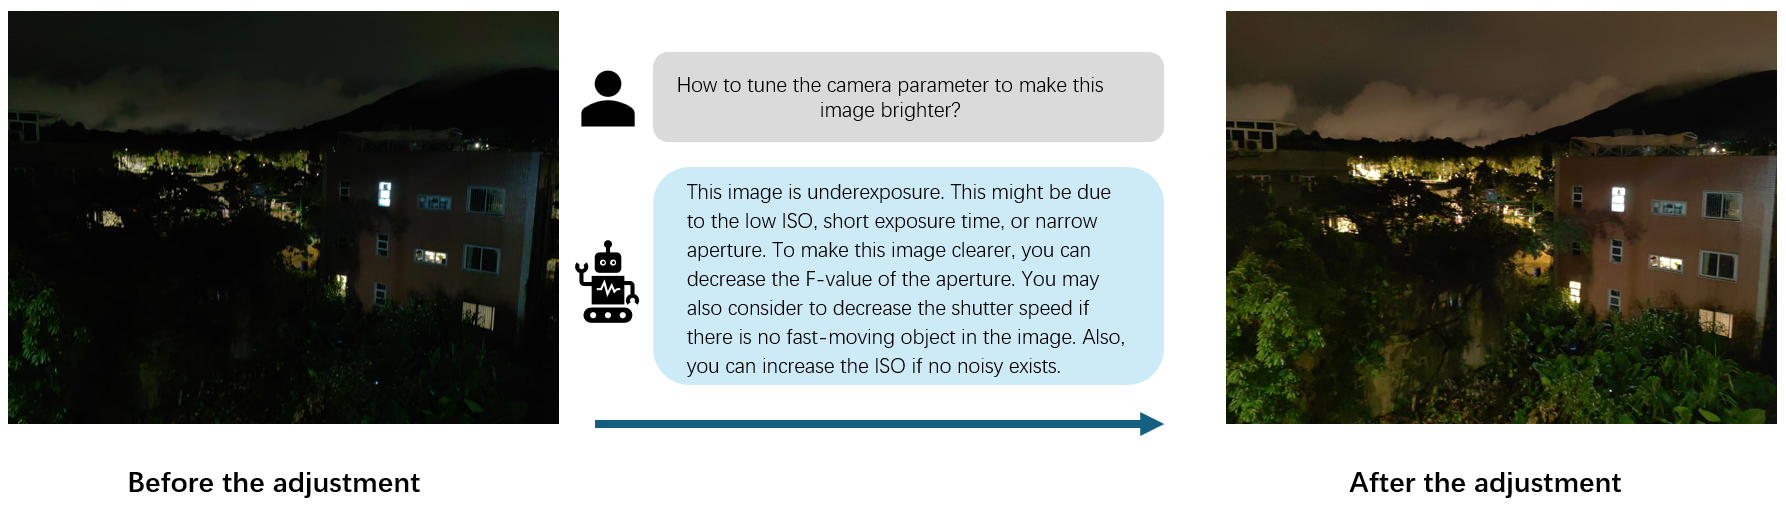 How to tune the camera parameter to make this
image brighter?
This image is underexposure. This might be due
to the low ISO, short exposure time, or narrow
aperture. To make this image clearer, you can
decrease the F-value of the aperture. You may
also consider to decrease the shutter speed if
there is no fast-moving object in the image. Also,
you can increase the ISO if no noisy exists.
Before the adjustment
After the adjustment